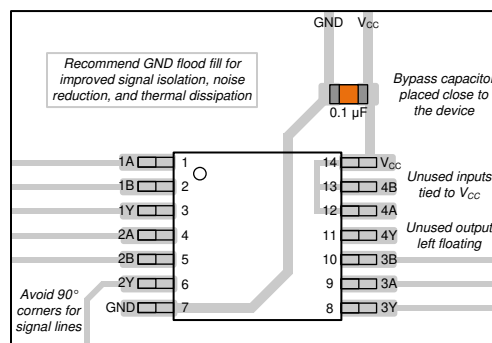 GND VCC
Recommend GND flood fill for
improved signal isolation, noise
reduction, and thermal dissipation
Bypass capacitor
placed close to
the device
0.1 µF
1A 1 14 VCC
1B 2 13 4B
1Y 3 12 4A
2A 4 11 4Y
2B 5 10 3B
2Y 6 9 3A
GND 7 8 3Y
Unused inputs
tied to VCC
Unused output
left floating
Avoid 90°
corners for
signal lines